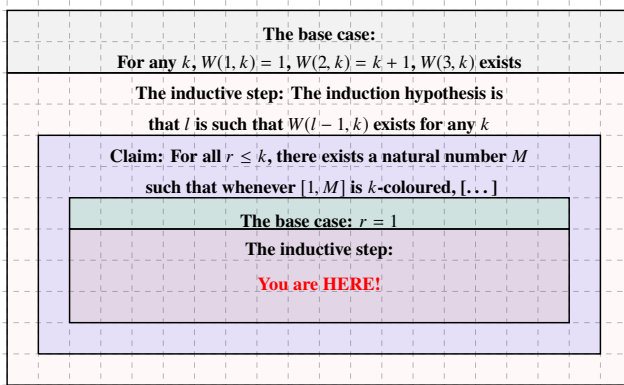 The base case:
For any k, W(1, k) = 1, W(2, k) = k + 1, W(3, k) exists
The inductive step: The induction hypothesis is
that l is such that W(l − 1, k) exists for any k
Claim: For all r ≤ k, there exists a natural number M
such that whenever [1, M] is k-coloured, [. . . ]
The base case: r = 1
The inductive step:
You are HERE!